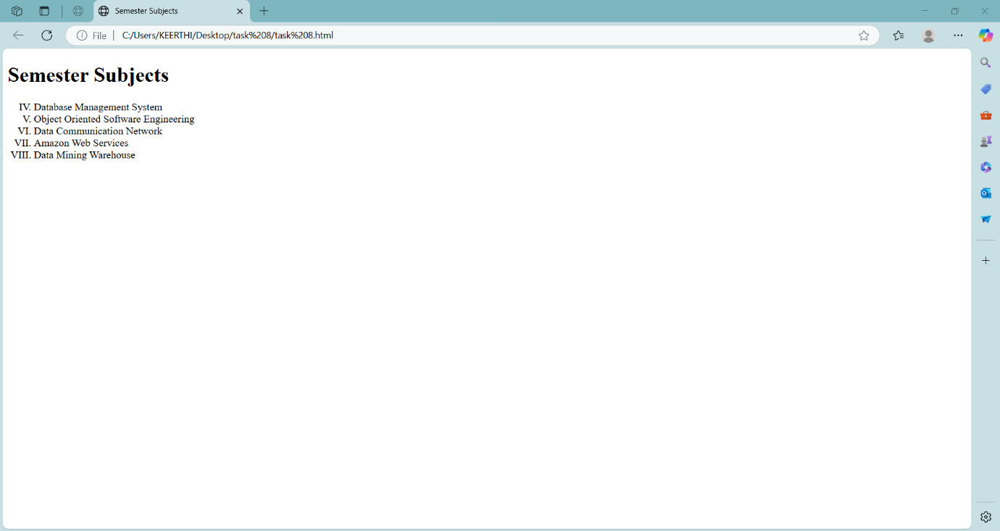 Semester Subjects
File
C:/Users/KEERTHI/Desktop/task%208/task%208.html
Semester Subjects
IV. Database Management System
V. Object Oriented Software Engineering
VI. Data Communication Network
VII. Amazon Web Services
VIII. Data Mining Warehouse